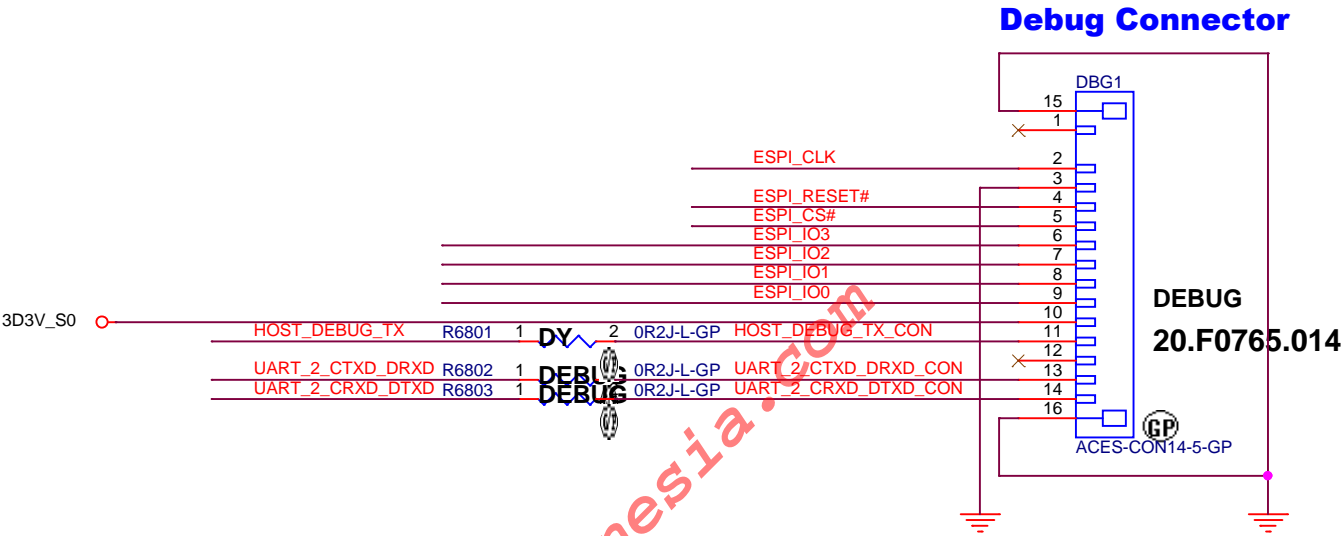 Debug Connector
DBG1
15
1
ESPI_CLK 2
3
ESPI_RESET# 4
ESPI_CS# 5
ESPI_IO3 6
ESPI_IO2 7
ESPI_IO1 8
ESPI_IO0 9
DEBUG
3D3V_S0 10
HOST_DEBUG_TX R6801 1 DY 2 0R2J-L-GP HOST_DEBUG_TX_CON 11
20.F0765.014
12
UART_2_CTXD_DRXD R6802 1 DEBUG 0R2J-L-GP UART_2_CTXD_DRXD_CON 13
UART_2_CRXD_DTXD R6803 1 DEBUG 0R2J-L-GP UART_2_CRXD_DTXD_CON 14
16
GP
ACES-CON14-5-GP
nesia.com